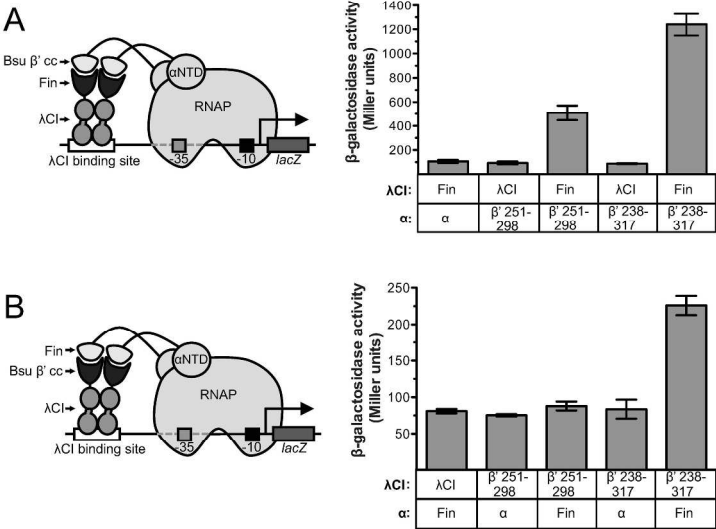 A
Bsu β' cc
Fin
λCI
λCI binding site
αNTD
RNAP
-35
-10
lacZ
β-galactosidase activity
(Miller units)
1400
1200
1000
800
600
400
200
λCI: Fin λCI Fin λCI Fin
α: α β' 251-298 β' 251-298 β' 238-317 β' 238-317
B
Fin
Bsu β' cc
λCI
λCI binding site
αNTD
RNAP
-35
-10
lacZ
β-galactosidase activity
(Miller units)
250
200
150
100
50
λCI: λCI β' 251-298 β' 251-298 β' 238-317 β' 238-317
α: Fin α Fin α Fin